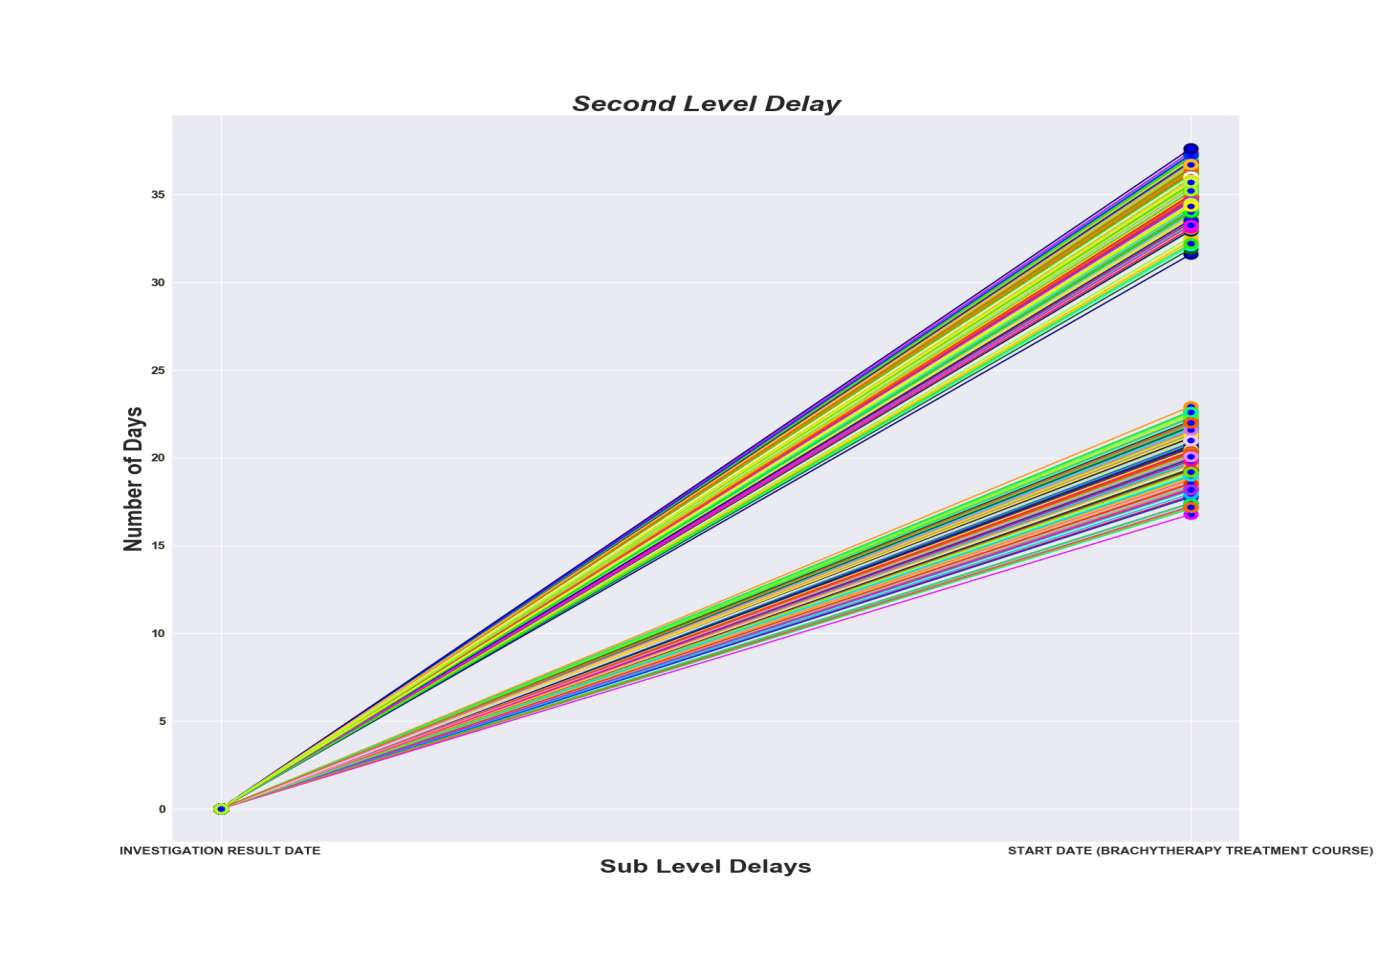 Second Level Delay
Number of Days
35
30
25
20
15
10
5
0
INVESTIGATION RESULT DATE
START DATE (BRACHYTHERAPY TREATMENT COURSE)
Sub Level Delays